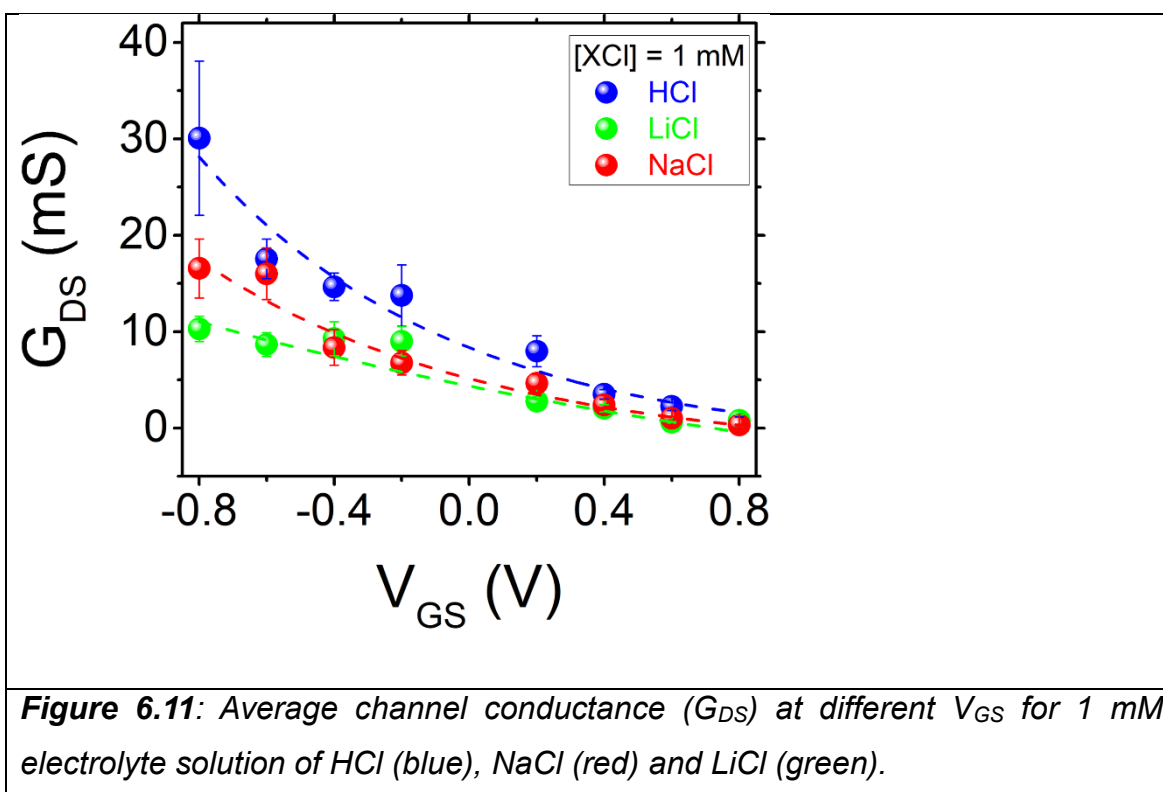 40
30
20
10
0
G_DS (mS)
[XCl] = 1 mM
HCl
LiCl
NaCl
-0.8 -0.4 0.0 0.4 0.8
V_GS (V)
Figure 6.11: Average channel conductance (G_DS) at different V_GS for 1 mM
electrolyte solution of HCl (blue), NaCl (red) and LiCl (green).